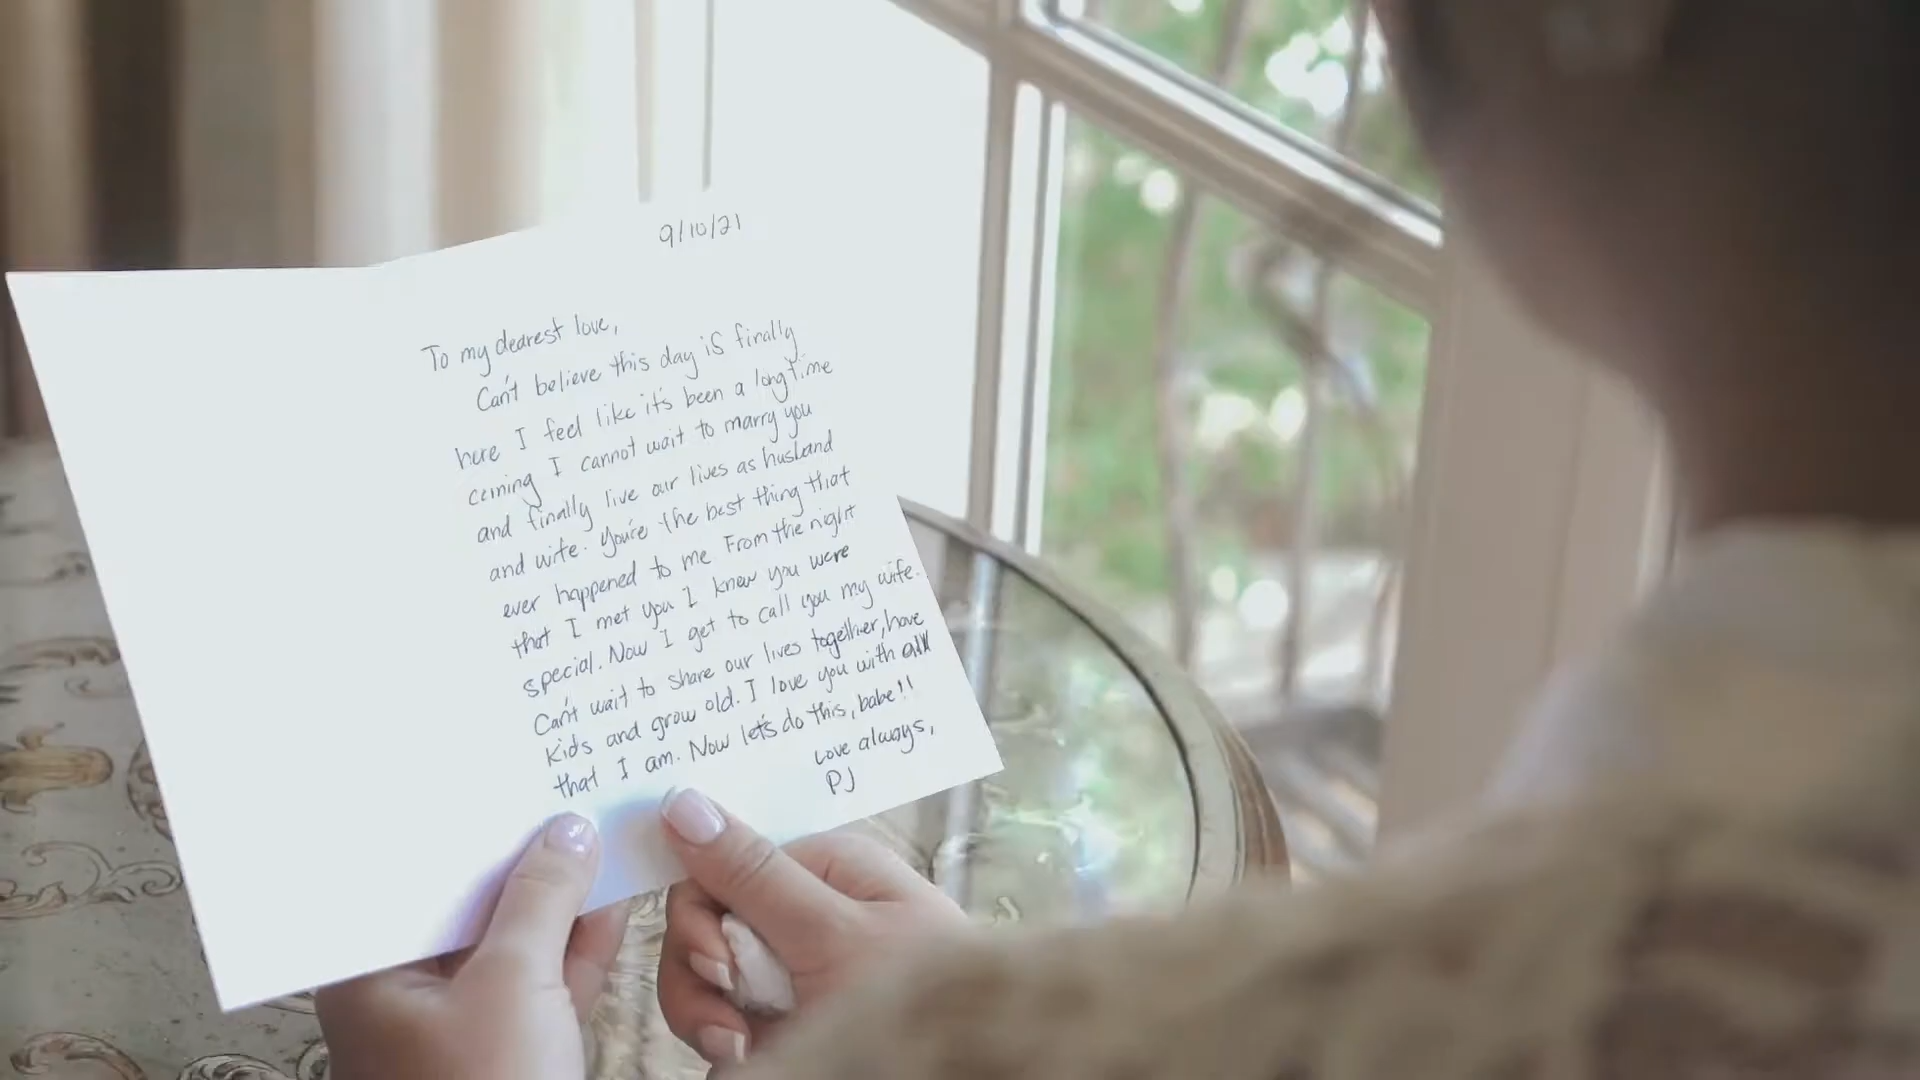 9/10/21
To my dearest love,
Can't believe this day is finally
here I feel like it's been a long time
coming I cannot wait to marry you
and finally live our lives as husband
and wife. You're the best thing that
ever happened to me. From the night
that I met you I knew you were
special. Now I get to call you my wife.
Can't wait to share our lives together, have
kids and grow old. I love you with all
that I am. Now let's do this, babe!!
Love always,
PJ